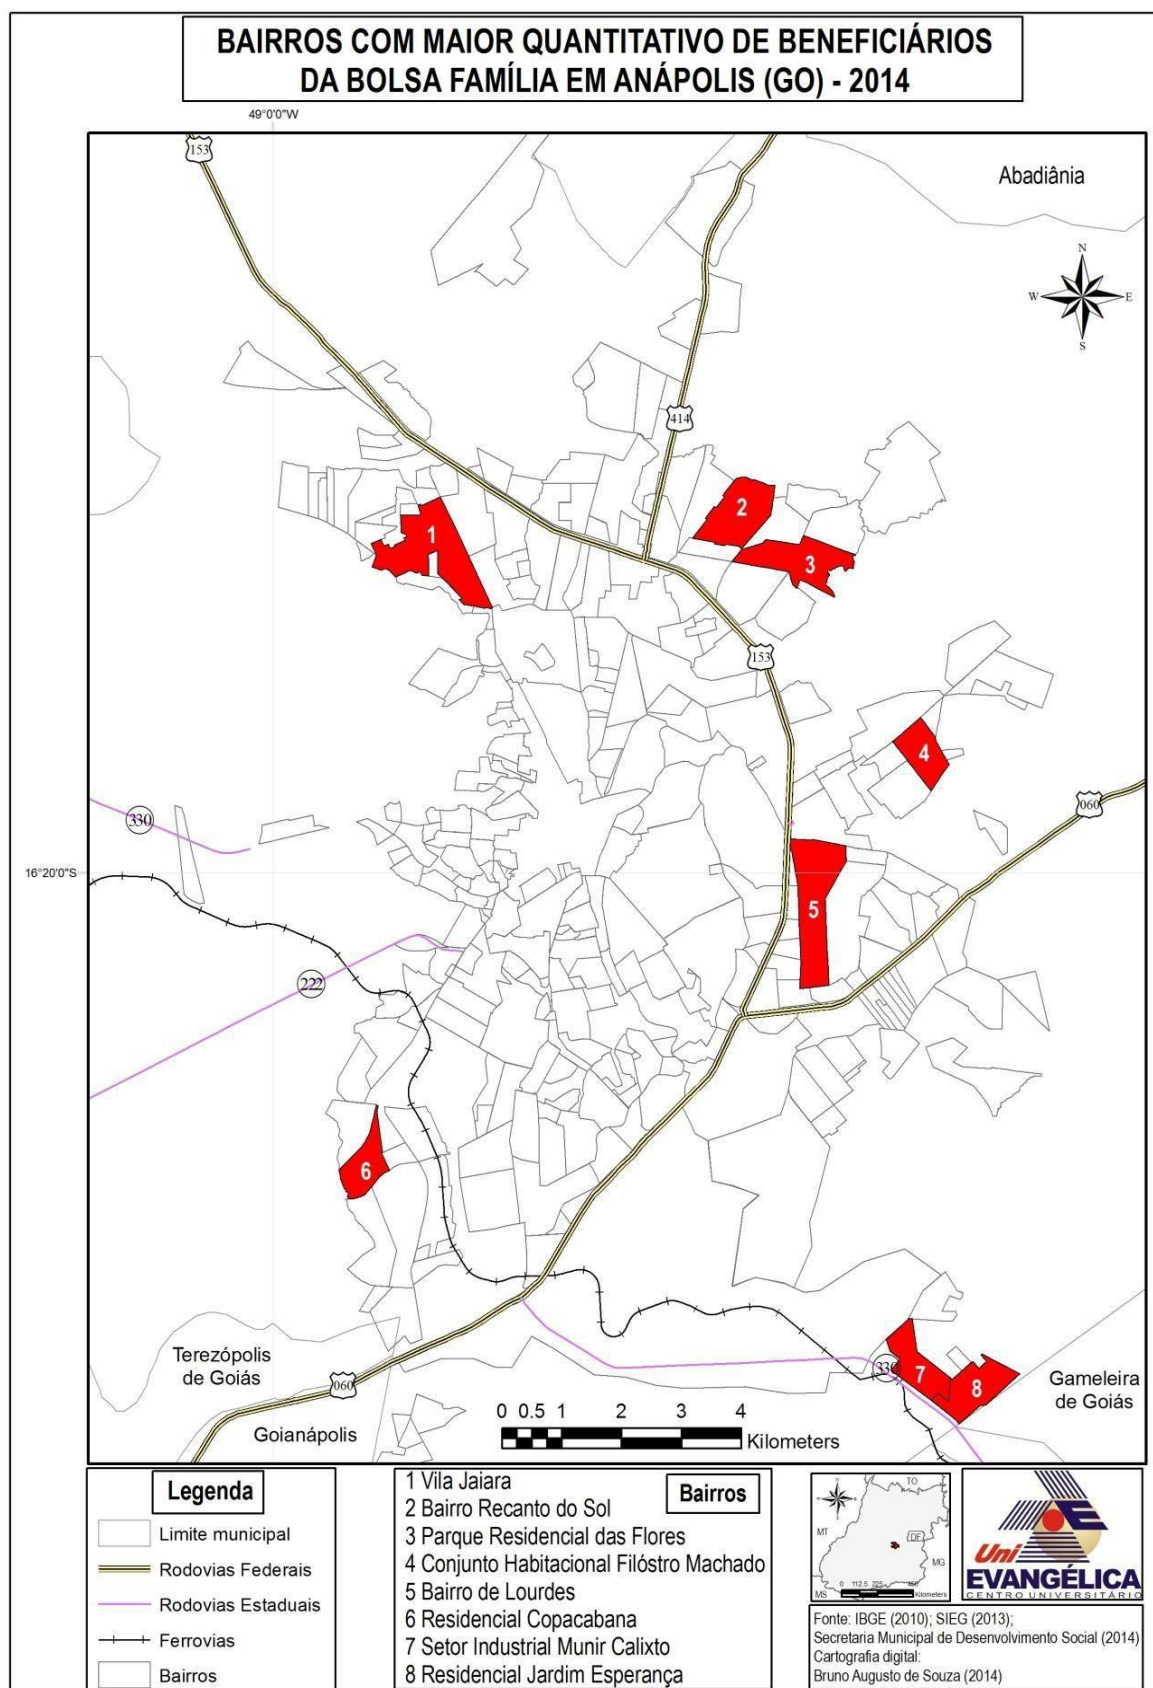 BAIRROS COM MAIOR QUANTITATIVO DE BENEFICIÁRIOS
DA BOLSA FAMÍLIA EM ANÁPOLIS (GO) - 2014
49°0'0"W
153
Abadiânia
N
W
E
S
414
2
1
3
153
4
060
330
16°20'0"S
5
222
6
Terezópolis
de Goiás
330
7
8
Gameleira
de Goiás
060
Goianápolis
0 0.5 1 2 3 4
Kilometers
Legenda
Limite municipal
Rodovias Federais
Rodovias Estaduais
Ferrovias
Bairros
Bairros
1 Vila Jaiara
2 Bairro Recanto do Sol
3 Parque Residencial das Flores
4 Conjunto Habitacional Filóstro Machado
5 Bairro de Lourdes
6 Residencial Copacabana
7 Setor Industrial Munir Calixto
8 Residencial Jardim Esperança
TO
MT
DF
MG
MS
0 112.5 225 450
Kilometers
Uni
EVANGÉLICA
CENTRO UNIVERSITÁRIO
Fonte: IBGE (2010); SIEG (2013);
Secretaria Municipal de Desenvolvimento Social (2014)
Cartografia digital:
Bruno Augusto de Souza (2014)